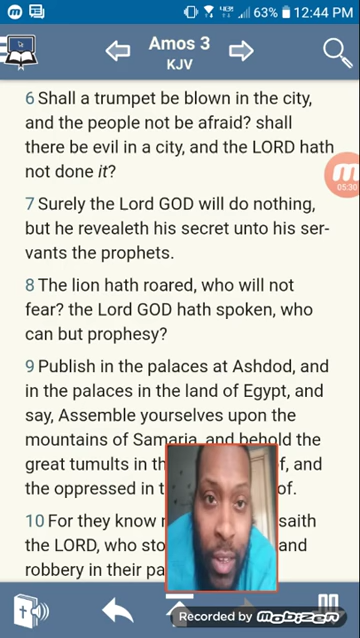 63% 12:44 PM
Amos 3
KJV
6 Shall a trumpet be blown in the city,
and the people not be afraid? shall
there be evil in a city, and the LORD hath
not done it?
05:30
7 Surely the Lord GOD will do nothing,
but he revealeth his secret unto his ser-
vants the prophets.
8 The lion hath roared, who will not
fear? the Lord GOD hath spoken, who
can but prophesy?
9 Publish in the palaces at Ashdod, and
in the palaces in the land of Egypt, and
say, Assemble yourselves upon the
mountains of Samaria, and behold the
great tumults in th f, and
the oppressed in t of.
10 For they know saith
the LORD, who sto and
robbery in their pa
Recorded by Mobizen